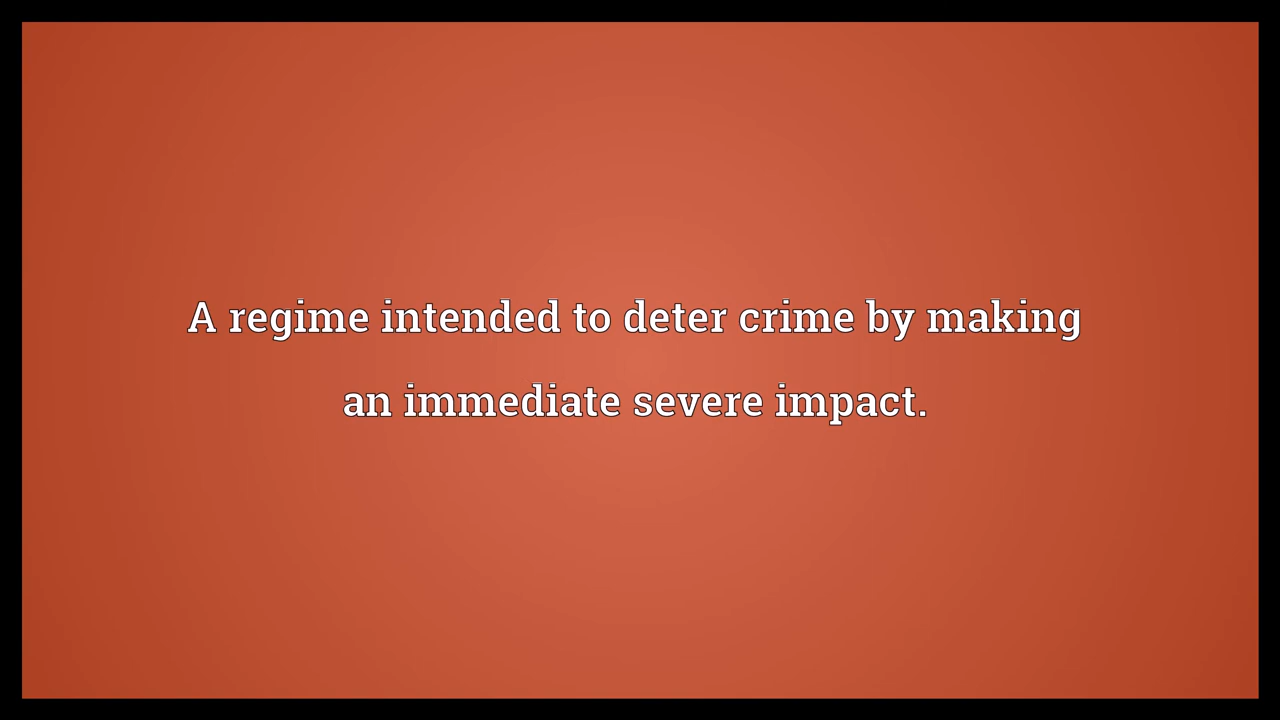 A regime intended to deter crime by making
an immediate severe impact.